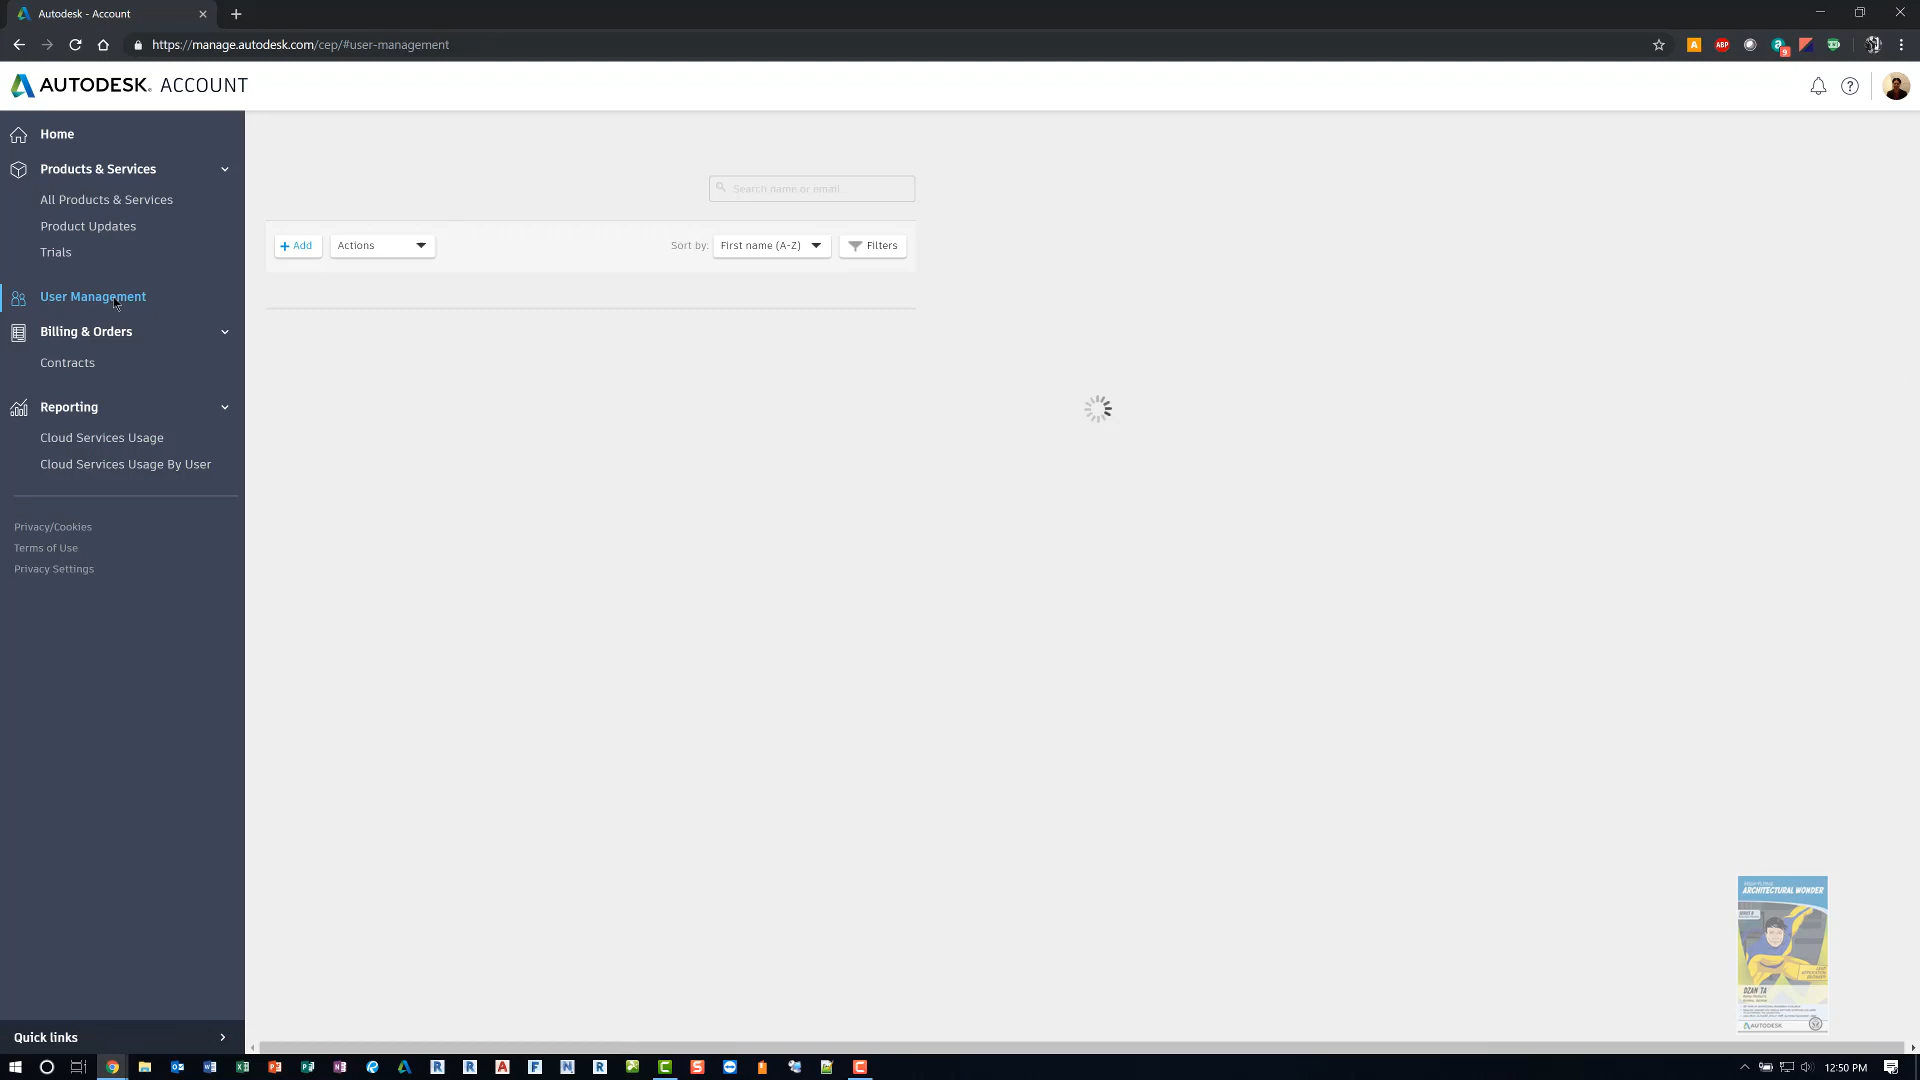 Autodesk - Account
https://manage.autodesk.com/cep/#user-management
ABP
9
AUTODESK. ACCOUNT
Home
Products & Services
All Products & Services
Product Updates
Trials
User Management
Billing & Orders
Contracts
Reporting
Cloud Services Usage
Cloud Services Usage By User
Privacy/Cookies
Terms of Use
Privacy Settings
Quick links
Search name or email...
+ Add
Actions
Sort by:
First name (A-Z)
Filters
ARCHITECTURAL WONDER
DZAN TA
AUTODESK
12:50 PM